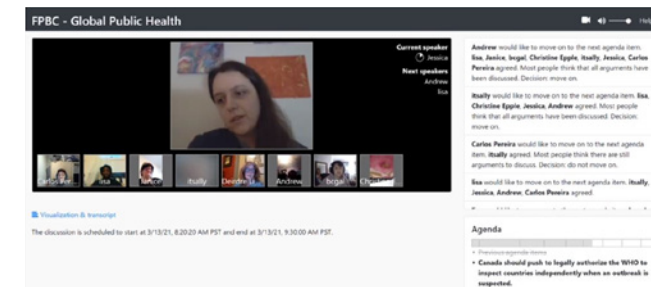 FPBC - Global Public Health
Current speaker
Jessica
Next speakers
Andrew
lisa
Carlos Per...
lisa
Janice
itsally
Deirdre
Andrew
bcgal
Visualization & transcript
The discussion is scheduled to start at 3/13/21, 8:20:20 AM PST and end at 3/13/21, 9:30:00 AM PST.
Andrew would like to move on to the next agenda item.
lisa, Janice, bcgal, Christine Epple, itsally, Jessica, Carlos
Pereira agreed. Most people think that all arguments have
been discussed. Decision: move on.
itsally would like to move on to the next agenda item. lisa,
Christine Epple, Jessica, Andrew agreed. Most people
think that all arguments have been discussed. Decision:
move on.
Carlos Pereira would like to move on to the next agenda
item. itsally agreed. Most people think there are still
arguments to discuss. Decision: do not move on.
lisa would like to move on to the next agenda item. itsally,
Jessica, Andrew, Carlos Pereira agreed.
Agenda
Previous agenda items
Canada should push to legally authorize the WHO to
inspect countries independently when an outbreak is
suspected.